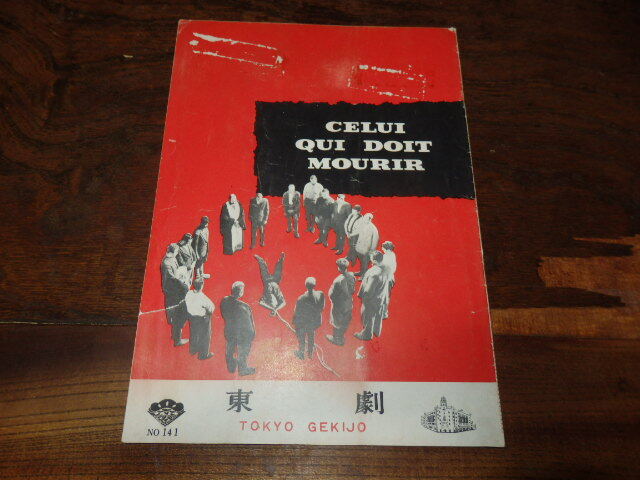 CELUI
QUI DOIT
MOURIR
東 劇
TOKYO GEKIJO
NO 141